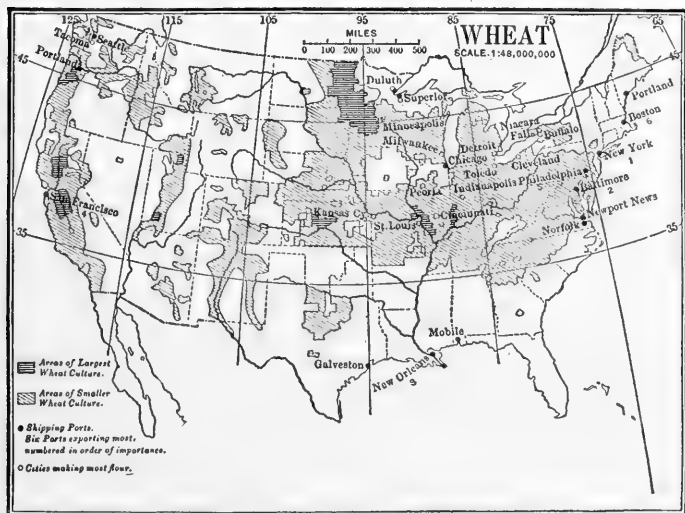 125
115
105
MILES
95
85
75
65
WHEAT
SCALE. 1:48,000,000
0 100 200 300 400 500
Tacoma
Seattle
Portland
45
45
Duluth
Superior
Portland
Boston
6
Minneapolis
Milwaukee
Detroit
Niagara
Falls
Buffalo
New York
1
Chicago
Toledo
Cleveland
Philadelphia
5
Baltimore
2
Peoria
Indianapolis
Newport News
San Francisco
4
Kansas C.
St. Louis
Cincinnati
Norfolk
35
35
Mobile
Galveston
New Orleans
3
Areas of Largest
Wheat Culture.
Areas of Smaller
Wheat Culture.
Shipping Ports.
Six Ports exporting most,
numbered in order of importance.
Cities making most flour.